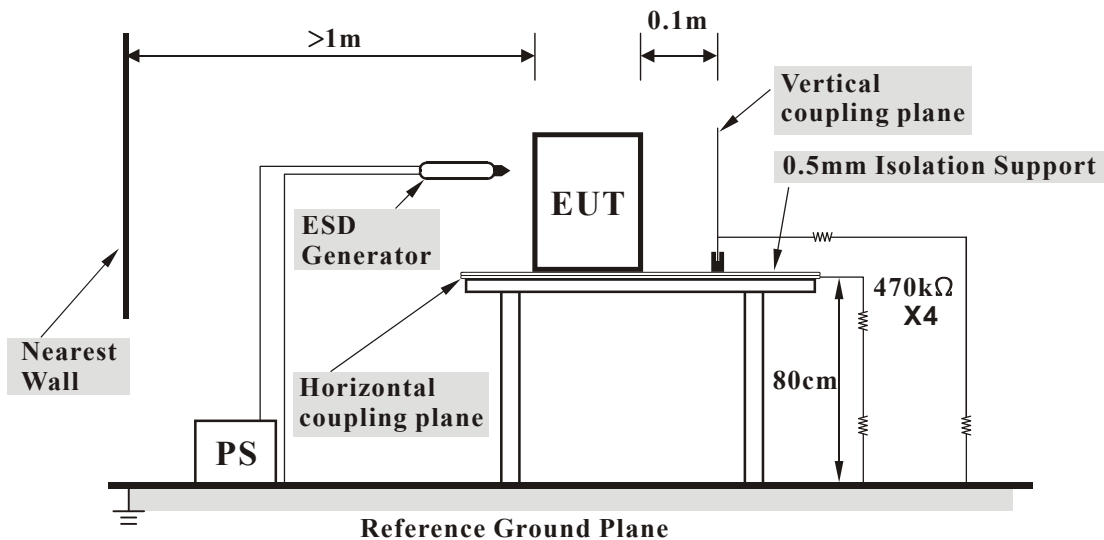 >1m
0.1m
Vertical
coupling plane
0.5mm Isolation Support
ESD
Generator
EUT
470kΩ
X4
Nearest
Wall
Horizontal
coupling plane
80cm
PS
Reference Ground Plane